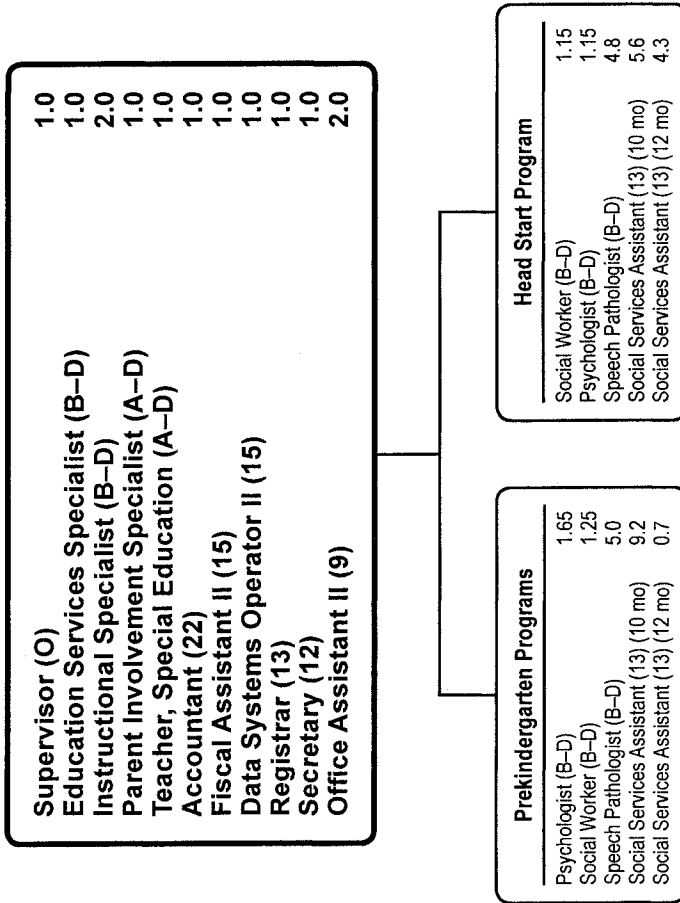 Supervisor (O) 1.0
Education Services Specialist (B–D) 1.0
Instructional Specialist (B–D) 2.0
Parent Involvement Specialist (A–D) 1.0
Teacher, Special Education (A–D) 1.0
Accountant (22) 1.0
Fiscal Assistant II (15) 1.0
Data Systems Operator II (15) 1.0
Registrar (13) 1.0
Secretary (12) 1.0
Office Assistant II (9) 2.0
Prekindergarten Programs
Psychologist (B–D) 1.65
Social Worker (B–D) 1.25
Speech Pathologist (B–D) 5.0
Social Services Assistant (13) (10 mo) 9.2
Social Services Assistant (13) (12 mo) 0.7
Head Start Program
Social Worker (B–D) 1.15
Psychologist (B–D) 1.15
Speech Pathologist (B–D) 4.8
Social Services Assistant (13) (10 mo) 5.6
Social Services Assistant (13) (12 mo) 4.3